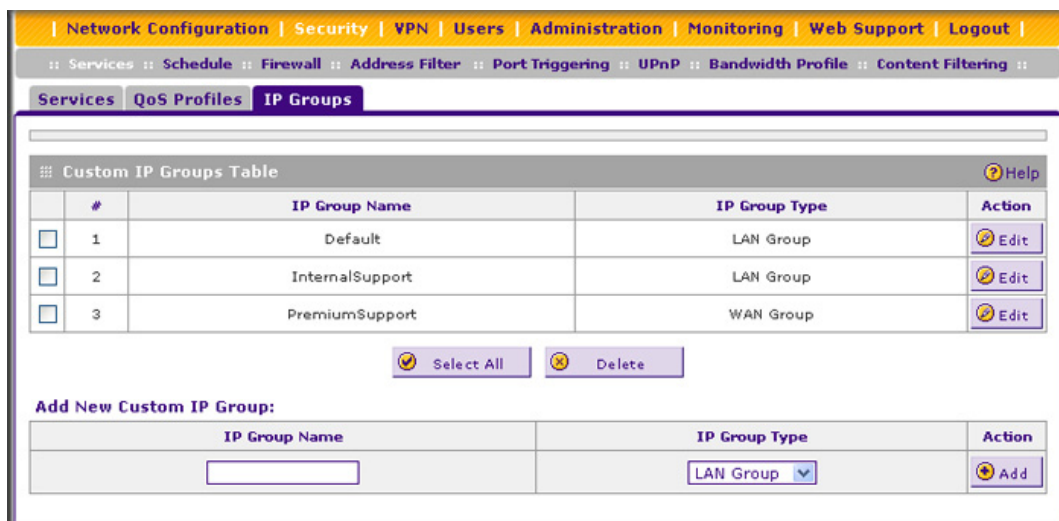 | Network Configuration | Security | VPN | Users | Administration | Monitoring | Web Support | Logout |
:: Services :: Schedule :: Firewall :: Address Filter :: Port Triggering :: UPnP :: Bandwidth Profile :: Content Filtering ::
Services QoS Profiles IP Groups
Custom IP Groups Table Help
# IP Group Name IP Group Type Action
1 Default LAN Group Edit
2 InternalSupport LAN Group Edit
3 PremiumSupport WAN Group Edit
Select All Delete
Add New Custom IP Group:
IP Group Name IP Group Type Action
LAN Group Add